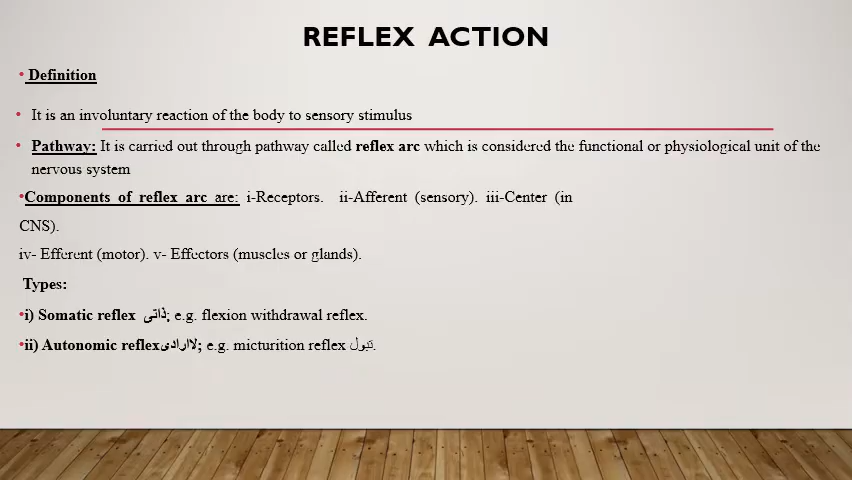 REFLEX ACTION
• Definition
• It is an involuntary reaction of the body to sensory stimulus
• Pathway: It is carried out through pathway called reflex arc which is considered the functional or physiological unit of the
nervous system
•Components of reflex arc are: i-Receptors. ii-Afferent (sensory). iii-Center (in
CNS).
iv- Efferent (motor). v- Effectors (muscles or glands).
Types:
•i) Somatic reflex ذاتى; e.g. flexion withdrawal reflex.
•ii) Autonomic reflexلاارادى; e.g. micturition reflex تبول.